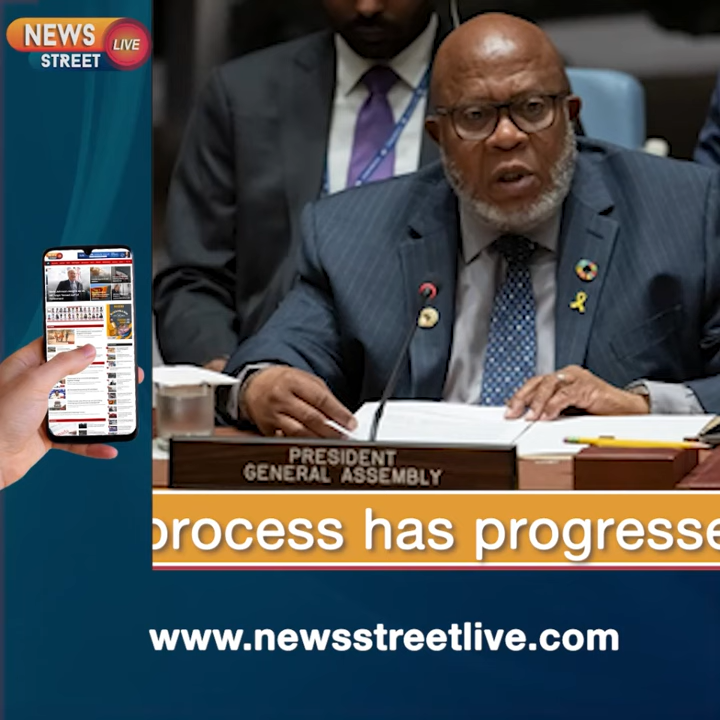 NEWS
STREET
LIVE
PRESIDENT
GENERAL ASSEMBLY
process has progresse
www.newsstreetlive.com